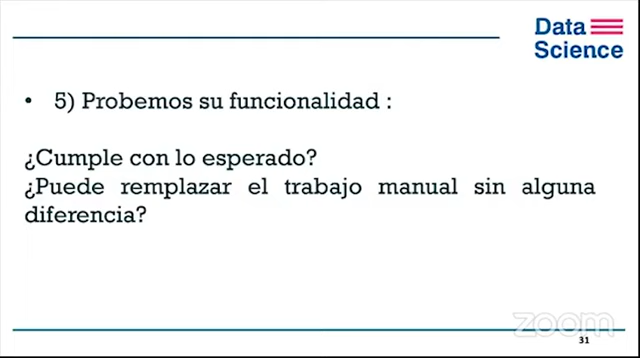 Data
Science
• 5) Probemos su funcionalidad :
¿Cumple con lo esperado?
¿Puede remplazar el trabajo manual sin alguna
diferencia?
zoom
31